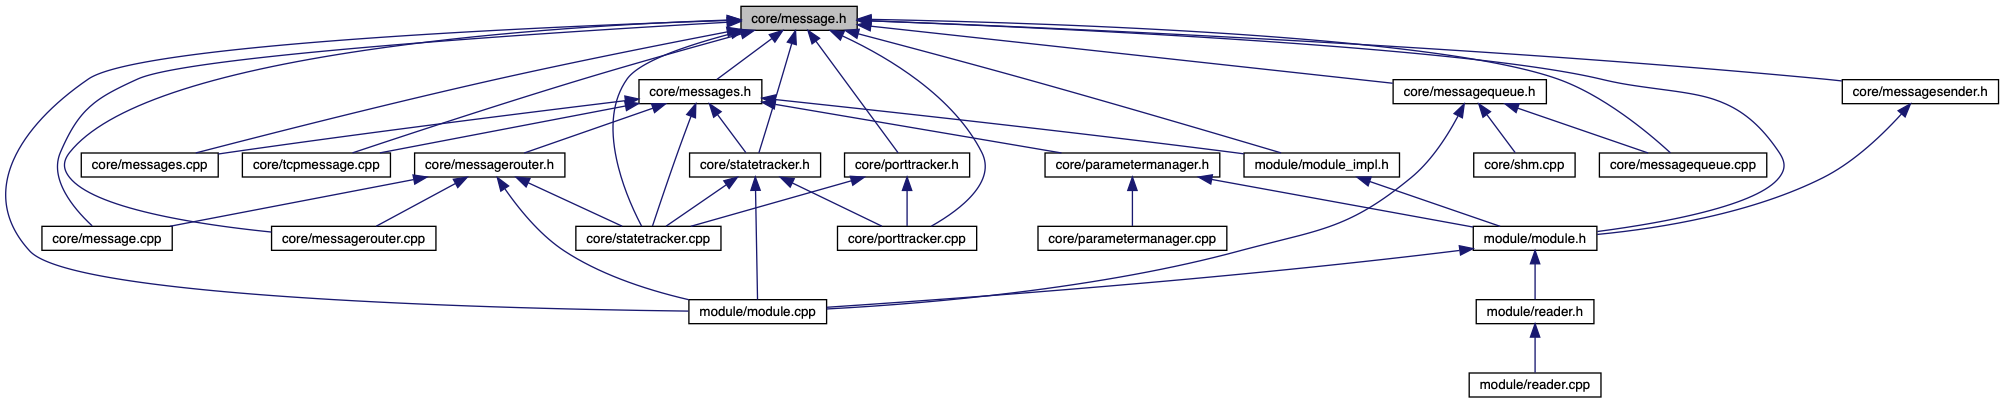 core/message.h
core/messages.h
core/messagequeue.h
core/messagesender.h
core/messages.cpp
core/tcpmessage.cpp
core/messagerouter.h
core/statetracker.h
core/porttracker.h
core/parametermanager.h
module/module_impl.h
core/shm.cpp
core/messagequeue.cpp
core/message.cpp
core/messagerouter.cpp
core/statetracker.cpp
core/porttracker.cpp
core/parametermanager.cpp
module/module.h
module/module.cpp
module/reader.h
module/reader.cpp